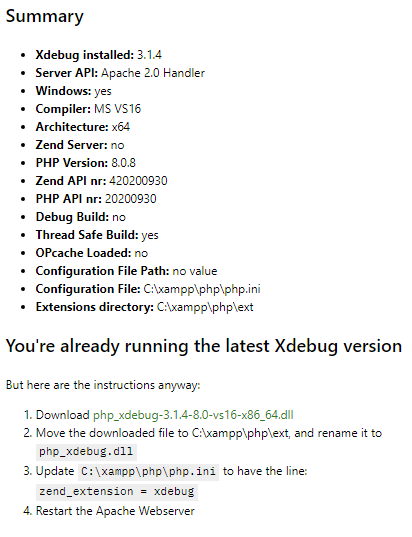 Summary
• Xdebug installed: 3.1.4
• Server API: Apache 2.0 Handler
• Windows: yes
• Compiler: MS VS16
• Architecture: x64
• Zend Server: no
• PHP Version: 8.0.8
• Zend API nr: 420200930
• PHP API nr: 20200930
• Debug Build: no
• Thread Safe Build: yes
• OPcache Loaded: no
• Configuration File Path: no value
• Configuration File: C:\xampp\php\php.ini
• Extensions directory: C:\xampp\php\ext
You're already running the latest Xdebug version
But here are the instructions anyway:
1. Download php_xdebug-3.1.4-8.0-vs16-x86_64.dll
2. Move the downloaded file to C:\xampp\php\ext, and rename it to
php_xdebug.dll
3. Update C:\xampp\php\php.ini to have the line:
zend_extension = xdebug
4. Restart the Apache Webserver